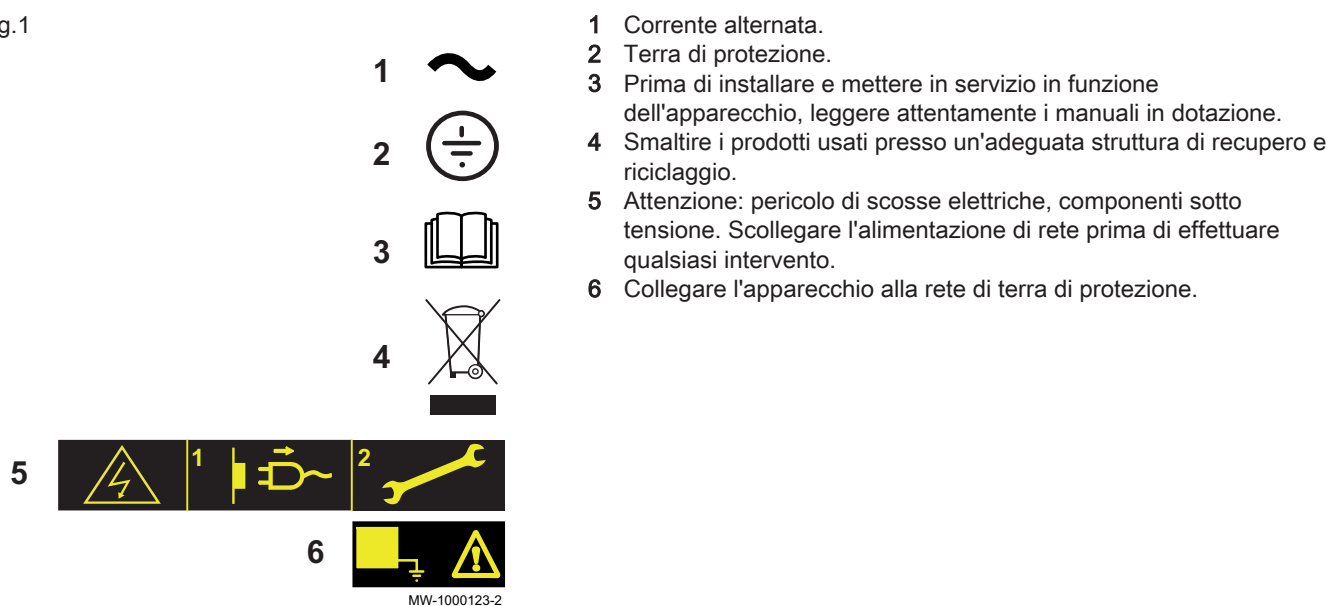 g.1
1
2
3
4
5
1
2
6
MW-1000123-2
1 Corrente alternata.
2 Terra di protezione.
3 Prima di installare e mettere in servizio in funzione
dell'apparecchio, leggere attentamente i manuali in dotazione.
4 Smaltire i prodotti usati presso un'adeguata struttura di recupero e
riciclaggio.
5 Attenzione: pericolo di scosse elettriche, componenti sotto
tensione. Scollegare l'alimentazione di rete prima di effettuare
qualsiasi intervento.
6 Collegare l'apparecchio alla rete di terra di protezione.